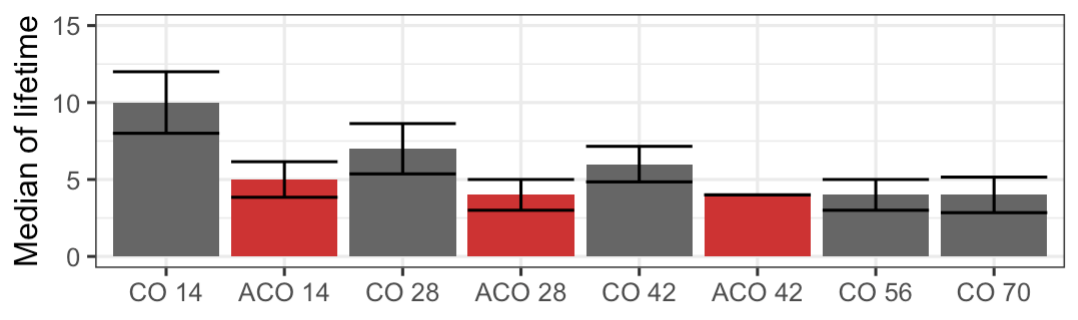 Median of lifetime
15
10
5
0
CO 14 ACO 14 CO 28 ACO 28 CO 42 ACO 42 CO 56 CO 70